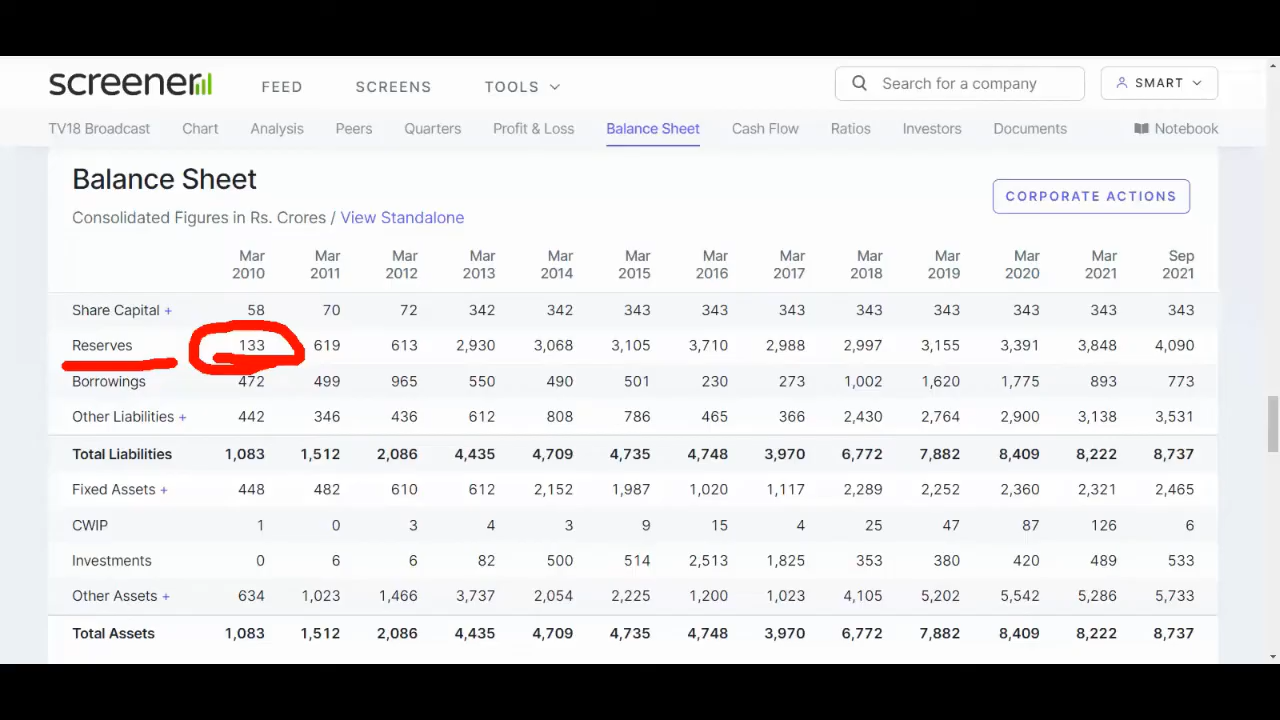 screener FEED SCREENS TOOLS Search for a company SMART
TV18 Broadcast Chart Analysis Peers Quarters Profit & Loss Balance Sheet Cash Flow Ratios Investors Documents Notebook
Balance Sheet
CORPORATE ACTIONS
Consolidated Figures in Rs. Crores / View Standalone
Mar Mar Mar Mar Mar Mar Mar Mar Mar Mar Mar Mar Sep
2010 2011 2012 2013 2014 2015 2016 2017 2018 2019 2020 2021 2021
Share Capital + 58 70 72 342 342 343 343 343 343 343 343 343 343
Reserves 133 619 613 2,930 3,068 3,105 3,710 2,988 2,997 3,155 3,391 3,848 4,090
Borrowings 472 499 965 550 490 501 230 273 1,002 1,620 1,775 893 773
Other Liabilities + 442 346 436 612 808 786 465 366 2,430 2,764 2,900 3,138 3,531
Total Liabilities 1,083 1,512 2,086 4,435 4,709 4,735 4,748 3,970 6,772 7,882 8,409 8,222 8,737
Fixed Assets + 448 482 610 612 2,152 1,987 1,020 1,117 2,289 2,252 2,360 2,321 2,465
CWIP 1 0 3 4 3 9 15 4 25 47 87 126 6
Investments 0 6 6 82 500 514 2,513 1,825 353 380 420 489 533
Other Assets + 634 1,023 1,466 3,737 2,054 2,225 1,200 1,023 4,105 5,202 5,542 5,286 5,733
Total Assets 1,083 1,512 2,086 4,435 4,709 4,735 4,748 3,970 6,772 7,882 8,409 8,222 8,737